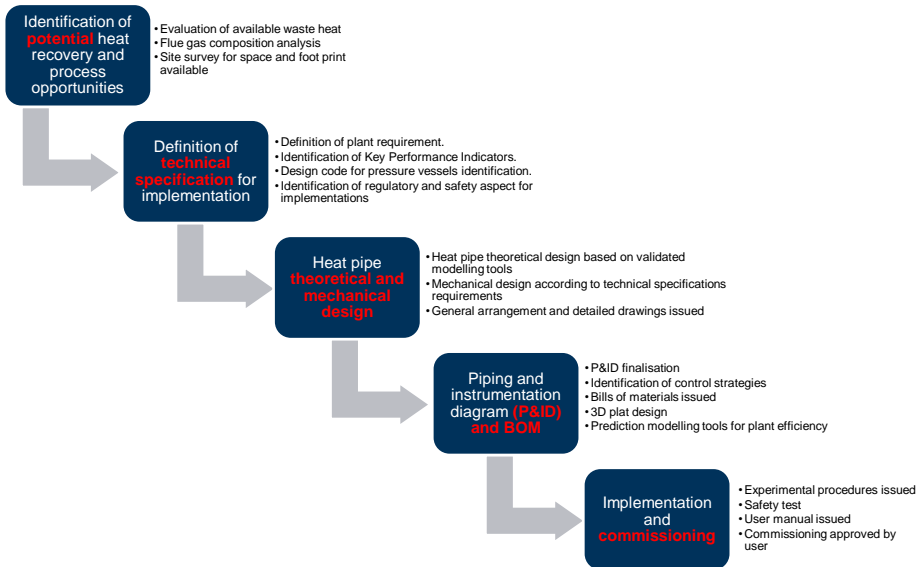 Identification of
potential heat
recovery and
process
opportunities
•Evaluation of available waste heat
•Flue gas composition analysis
•Site survey for space and foot print
available
Definition of
technical
specification for
implementation
•Definition of plant requirement.
•Identification of Key Performance Indicators.
•Design code for pressure vessels identification.
•Identification of regulatory and safety aspect for
implementations
Heat pipe
theoretical and
mechanical
design
•Heat pipe theoretical design based on validated
modelling tools
•Mechanical design according to technical specifications
requirements
•General arrangement and detailed drawings issued
Piping and
instrumentation
diagram (P&ID)
and BOM
•P&ID finalisation
•Identification of control strategies
•Bills of materials issued
•3D plat design
•Prediction modelling tools for plant efficiency
Implementation
and
commissioning
•Experimental procedures issued
•Safety test
•User manual issued
•Commissioning approved by
user